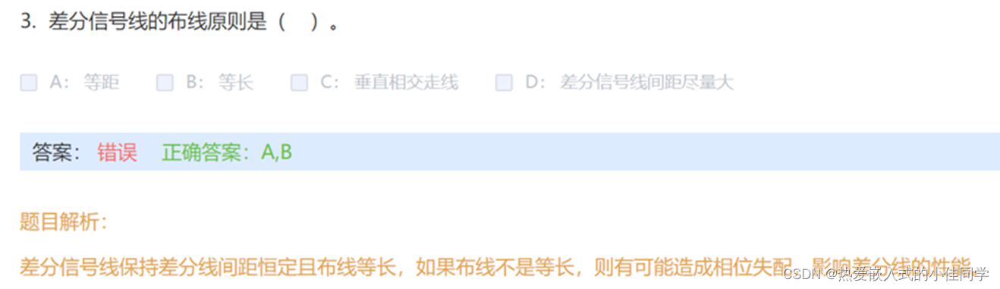 3. 差分信号线的布线原则是（ ）。
A： 等距 B： 等长 C： 垂直相交走线 D： 差分信号线间距尽量大
答案： 错误 正确答案：A,B
题目解析：
差分信号线保持差分线间距恒定且布线等长，如果布线不是等长，则有可能造成相位失配，影响差分线的性能。
CSDN @热爱嵌入式的小佳同学